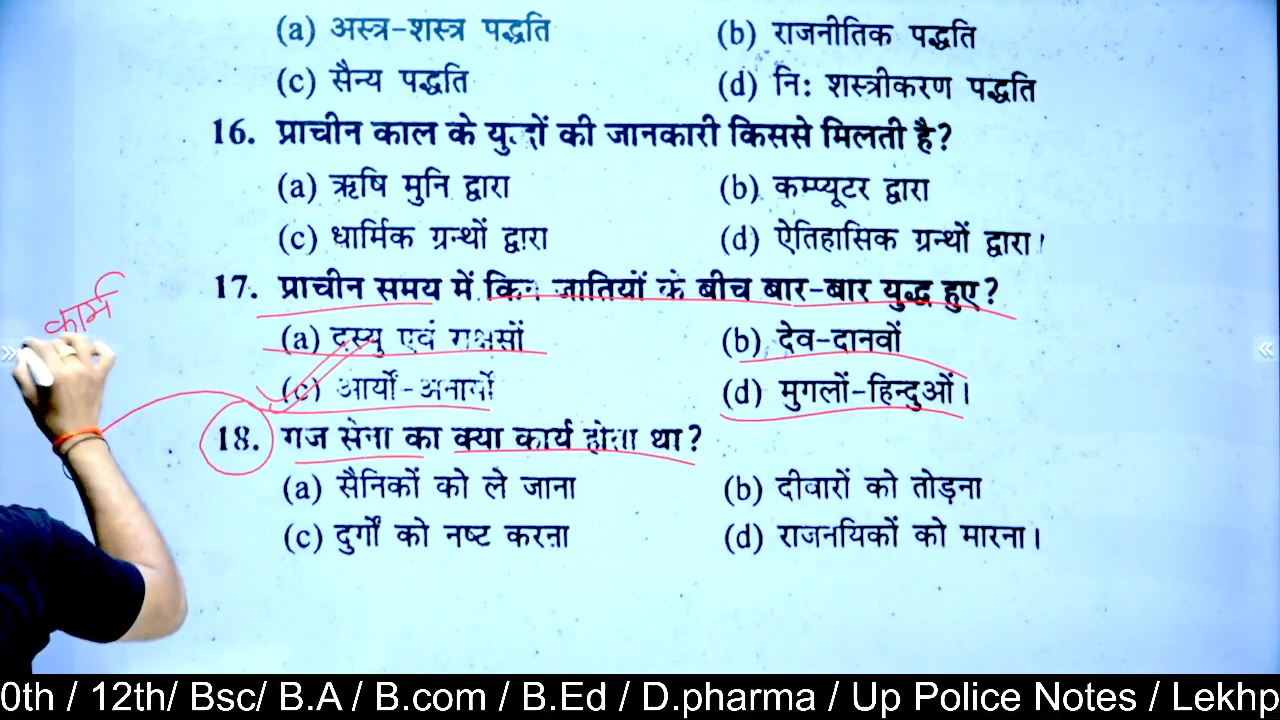 (a) अस्त्र-शस्त्र पद्धति (b) राजनीतिक पद्धति
(c) सैन्य पद्धति (d) नि: शस्त्रीकरण पद्धति
16. प्राचीन काल के युद्धों की जानकारी किससे मिलती है?
(a) ऋषि मुनि द्वारा (b) कम्प्यूटर द्वारा
(c) धार्मिक ग्रन्थों द्वारा (d) ऐतिहासिक ग्रन्थों द्वारा।
17. प्राचीन समय में किन जातियों के बीच बार-बार युद्ध हुए?
(a) दस्यु एवं राक्षसों (b) देव-दानवों
(c) आर्यों-अनार्यों (d) मुगलों-हिन्दुओं।
कार्म
18. गज सेना का क्या कार्य होता था?
(a) सैनिकों को ले जाना (b) दीवारों को तोड़ना
(c) दुर्गों को नष्ट करना (d) राजनयिकों को मारना।
0th / 12th/ Bsc/ B.A / B.com / B.Ed / D.pharma / Up Police Notes / Lekhp